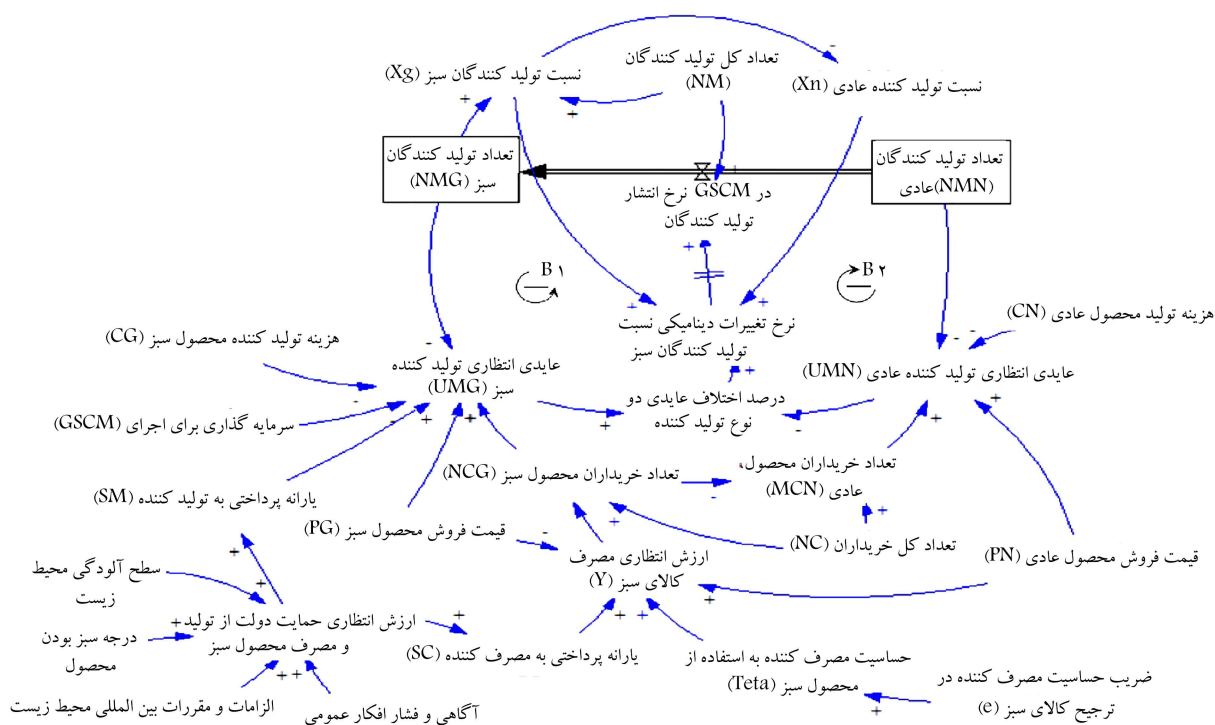 نسبت تولید کنندگان سبز (Xg)
تعداد کل تولید کنندگان
(NM)
نسبت تولید کننده عادی (Xn)
تعداد تولید کنندگان
سبز (NMG)
تعداد تولید کنندگان
عادی(NMN)
در GSCM نرخ انتشار
تولید کنندگان
B ۱
B ۲
نرخ تغییرات دینامیکی نسبت
تولید کنندگان سبز
هزینه تولید محصول عادی (CN)
هزینه تولید کننده محصول سبز (CG)
عایدی انتظاری تولید کننده
سبز (UMG)
درصد اختلاف عایدی دو
نوع تولید کننده
عایدی انتظاری تولید کننده عادی (UMN)
سرمایه گذاری برای اجرای (GSCM)
تعداد خریداران محصول سبز (NCG)
تعداد خریداران محصول
عادی (MCN)
یارانه پرداختی به تولید کننده (SM)
قیمت فروش محصول سبز (PG)
ارزش انتظاری مصرف
کالای سبز (Y)
تعداد کل خریداران (NC)
قیمت فروش محصول عادی (PN)
سطح آلودگی محیط
زیست
درجه سبز بودن
محصول
ارزش انتظاری حمایت دولت از تولید
و مصرف محصول سبز
یارانه پرداختی به مصرف کننده (SC)
حساسیت مصرف کننده به استفاده از
محصول سبز (Teta)
ضریب حساسیت مصرف کننده در
ترجیح کالای سبز (e)
الزامات و مقررات بین المللی محیط زیست
آگاهی و فشار افکار عمومی